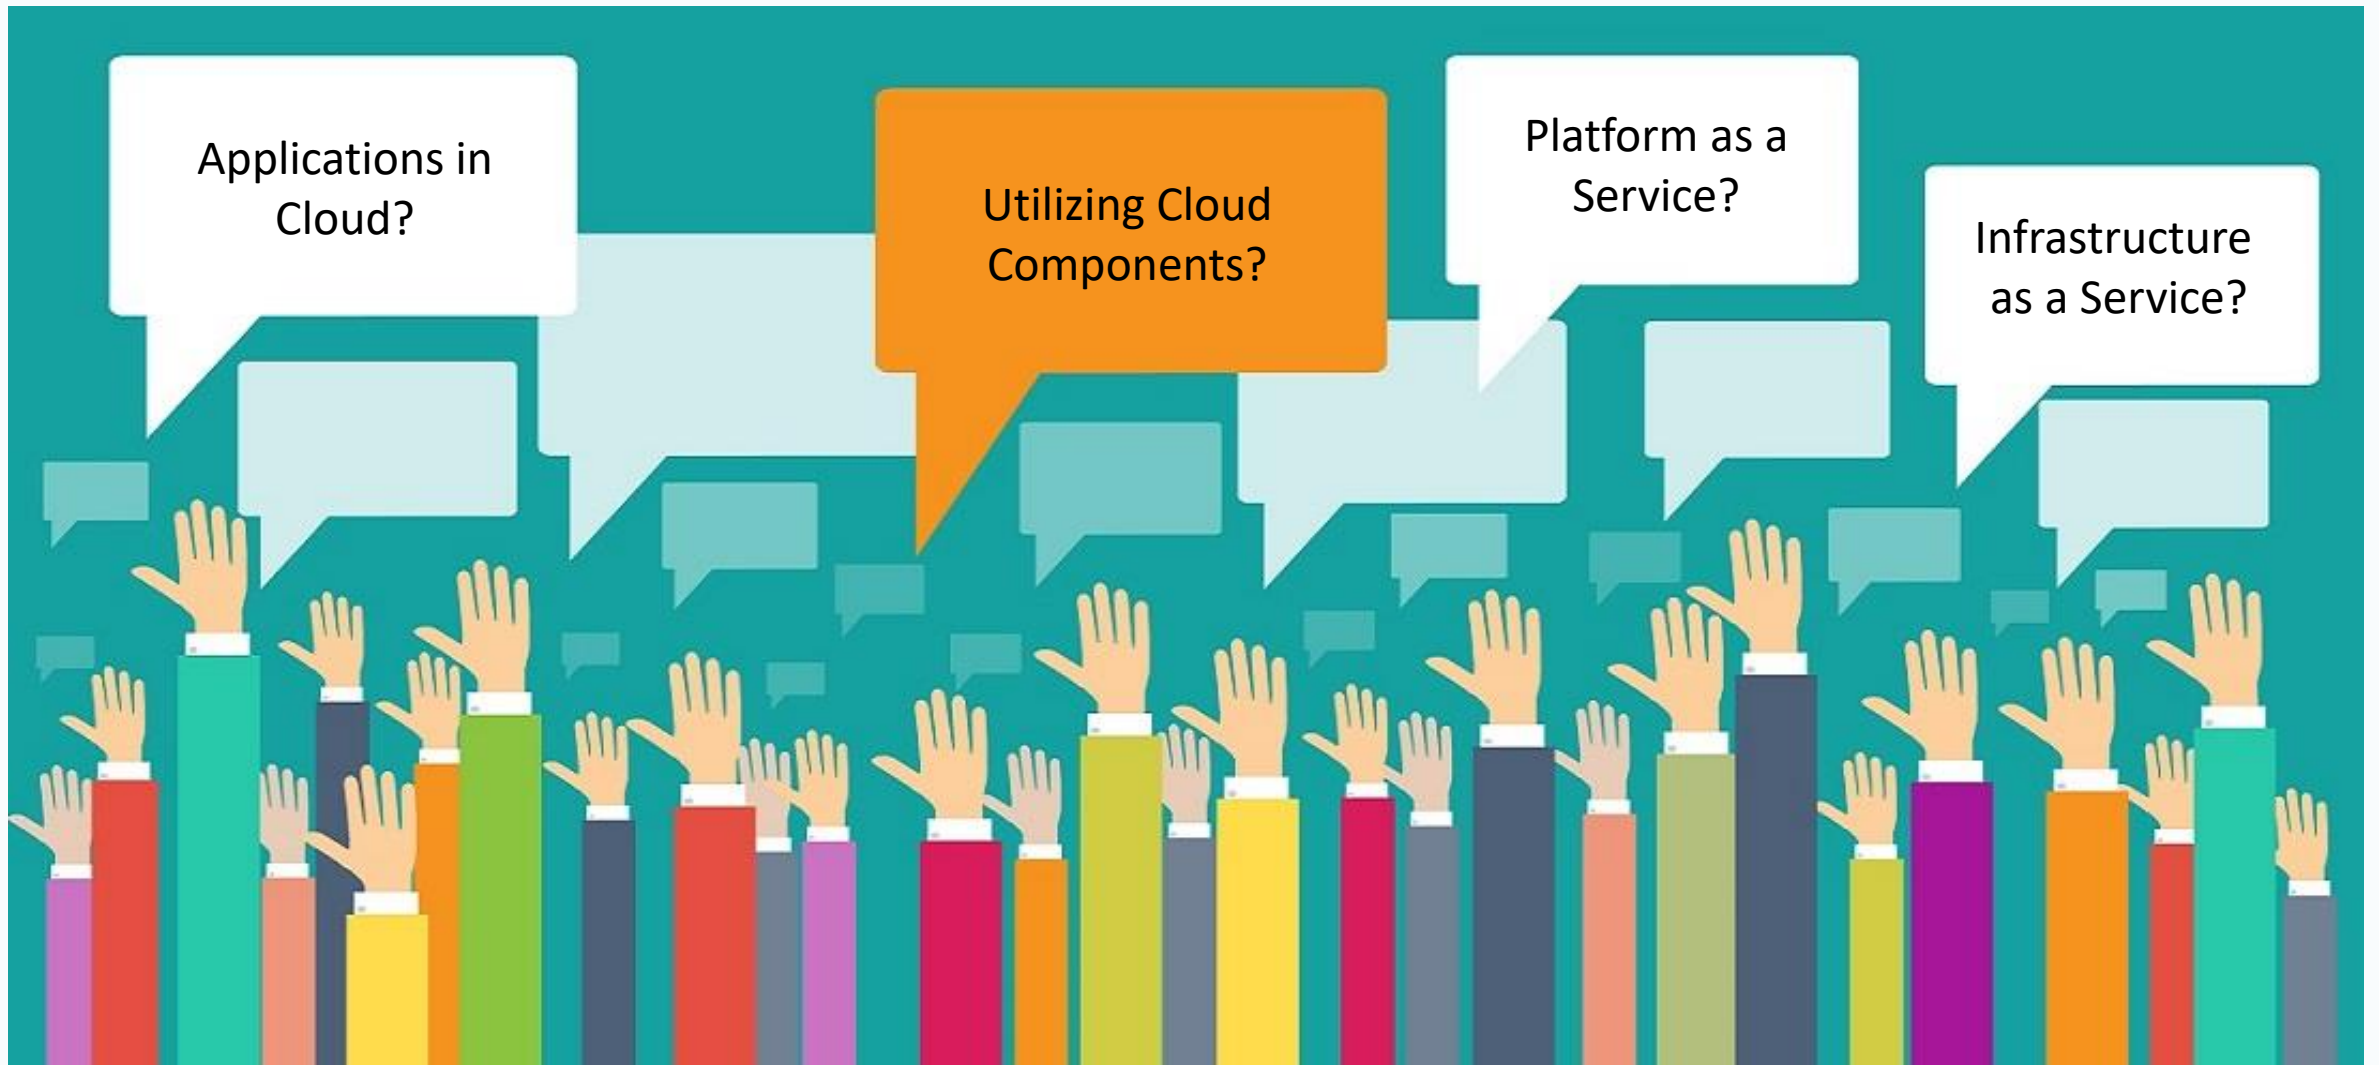 Applications in
Cloud?
Utilizing Cloud
Components?
Platform as a
Service?
Infrastructure
as a Service?